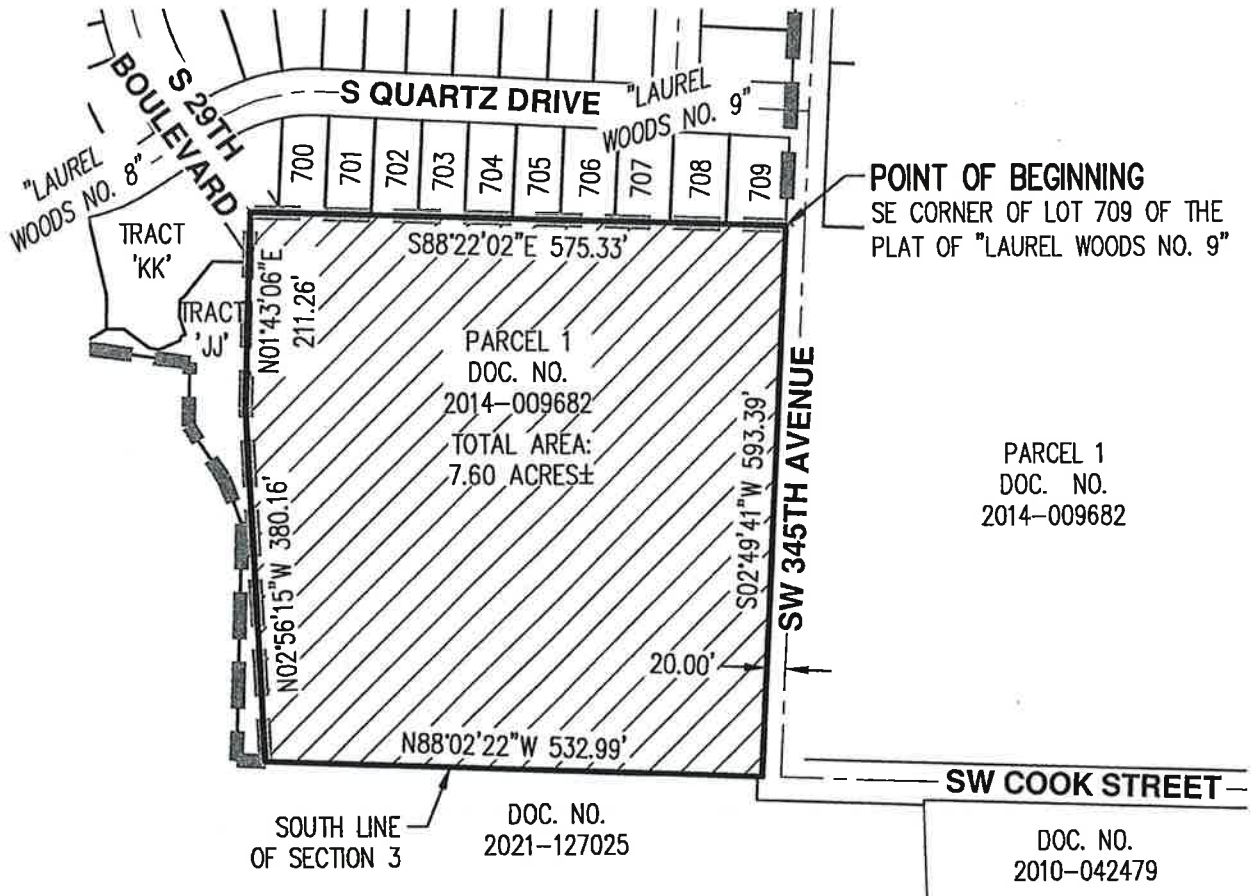 S 29TH
BOULEVARD
S QUARTZ DRIVE
"LAUREL
WOODS NO. 9"
"LAUREL
WOODS NO. 8"
700
701
702
703
704
705
706
707
708
709
POINT OF BEGINNING
SE CORNER OF LOT 709 OF THE
PLAT OF "LAUREL WOODS NO. 9"
TRACT
'KK'
TRACT
'JJ'
S88°22'02"E 575.33'
N01°43'06"E
211.26'
PARCEL 1
DOC. NO.
2014-009682
TOTAL AREA:
7.60 ACRES±
N02°56'15"W 380.16'
S02°49'41"W 593.39'
SW 345TH AVENUE
PARCEL 1
DOC. NO.
2014-009682
20.00'
N88°02'22"W 532.99'
SW COOK STREET
SOUTH LINE
OF SECTION 3
DOC. NO.
2021-127025
DOC. NO.
2010-042479